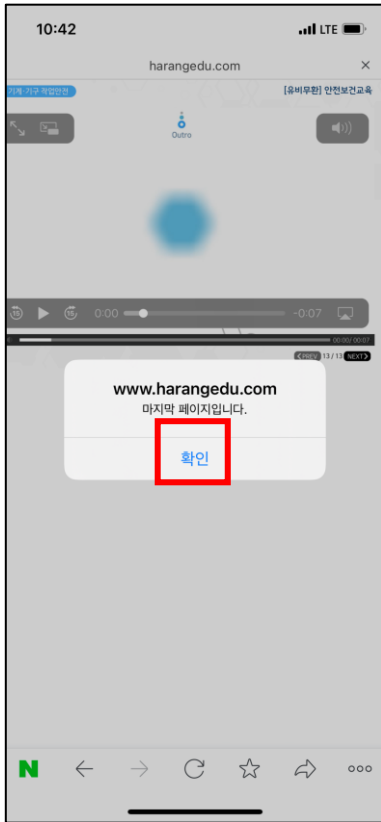 10:42
LTE
harangedu.com
기계·기구 작업안전
[유비무환] 안전보건교육
Outro
15
15
0:00
-0:07
00:00/ 00:07
PREV 13 / 13 NEXT
www.harangedu.com
마지막 페이지입니다.
확인
N